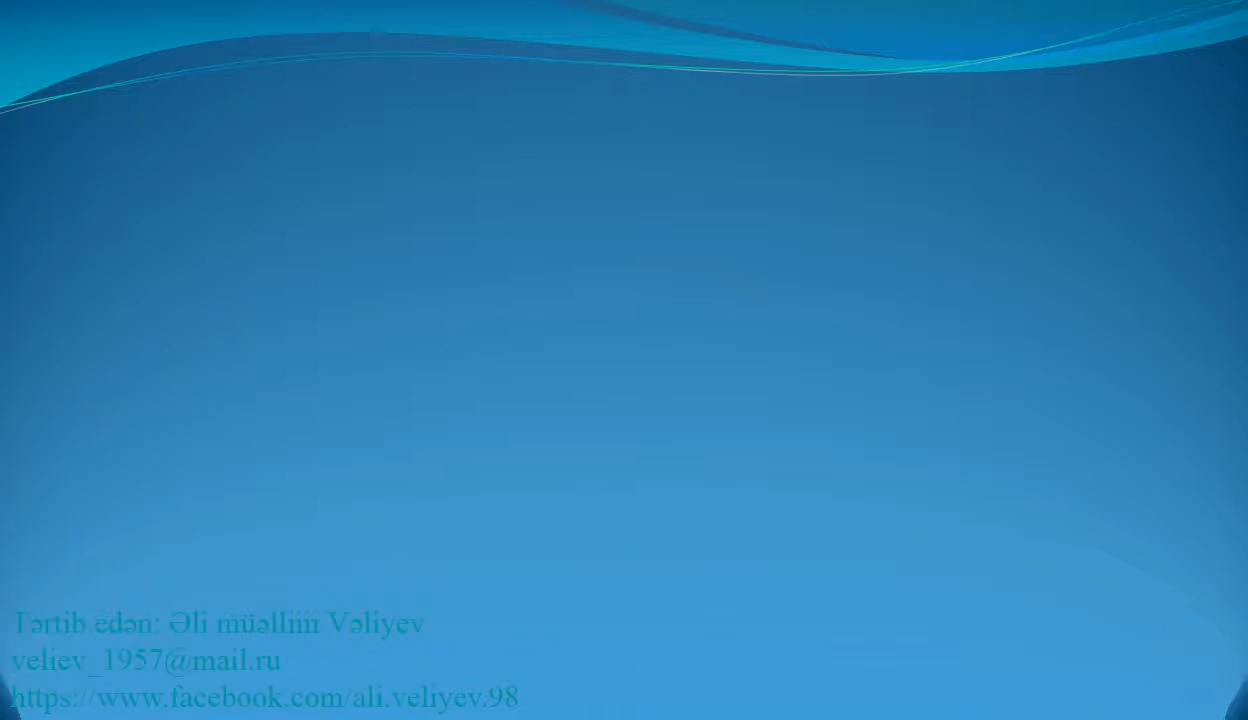 Tərtib edən: Əli müəllim Vəliyev
veliev_1957@mail.ru
https://www.facebook.com/ali.veliyev.98